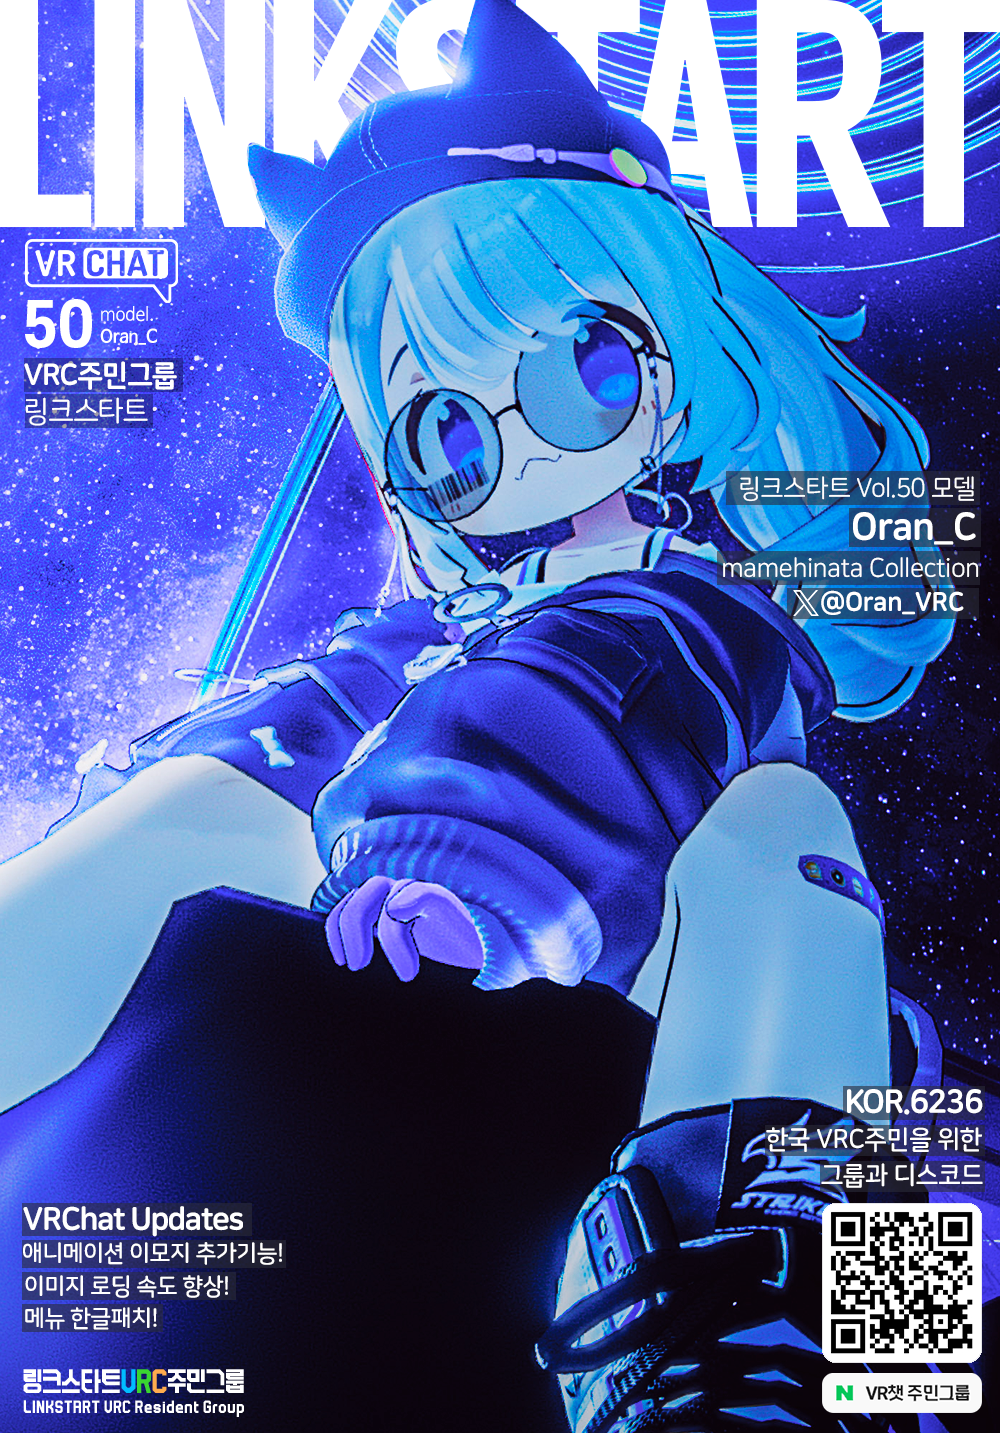 LINKSTART
VR CHAT
50 model. Oran_C
VRC주민그룹
링크스타트
링크스타트 Vol.50 모델
Oran_C
mamehinata Collection
𝕏@Oran_VRC
KOR.6236
한국 VRC주민을 위한
그룹과 디스코드
STRIKE
VRChat Updates
애니메이션 이모지 추가기능!
이미지 로딩 속도 향상!
메뉴 한글패치!
링크스타트VRC주민그룹
LINKSTART VRC Resident Group
N VR챗 주민그룹